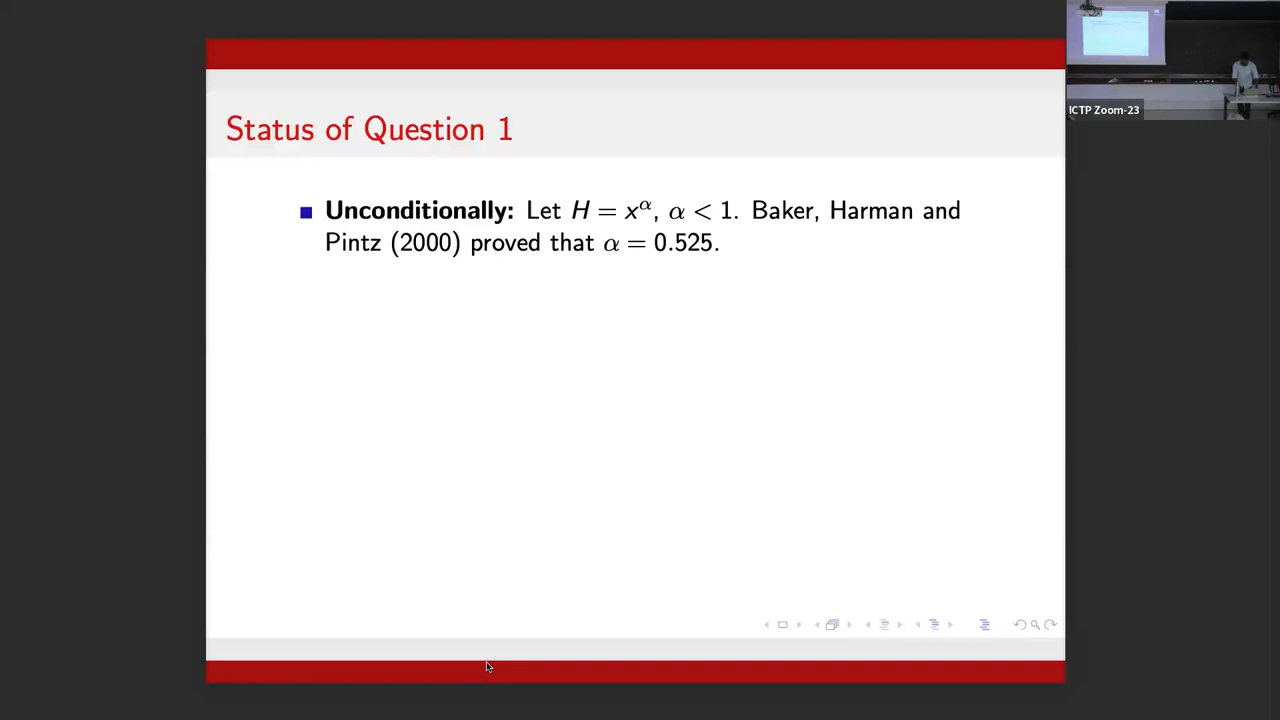 ICTP Zoom-23
Status of Question 1
Unconditionally: Let H = x^α, α < 1. Baker, Harman and
Pintz (2000) proved that α = 0.525.